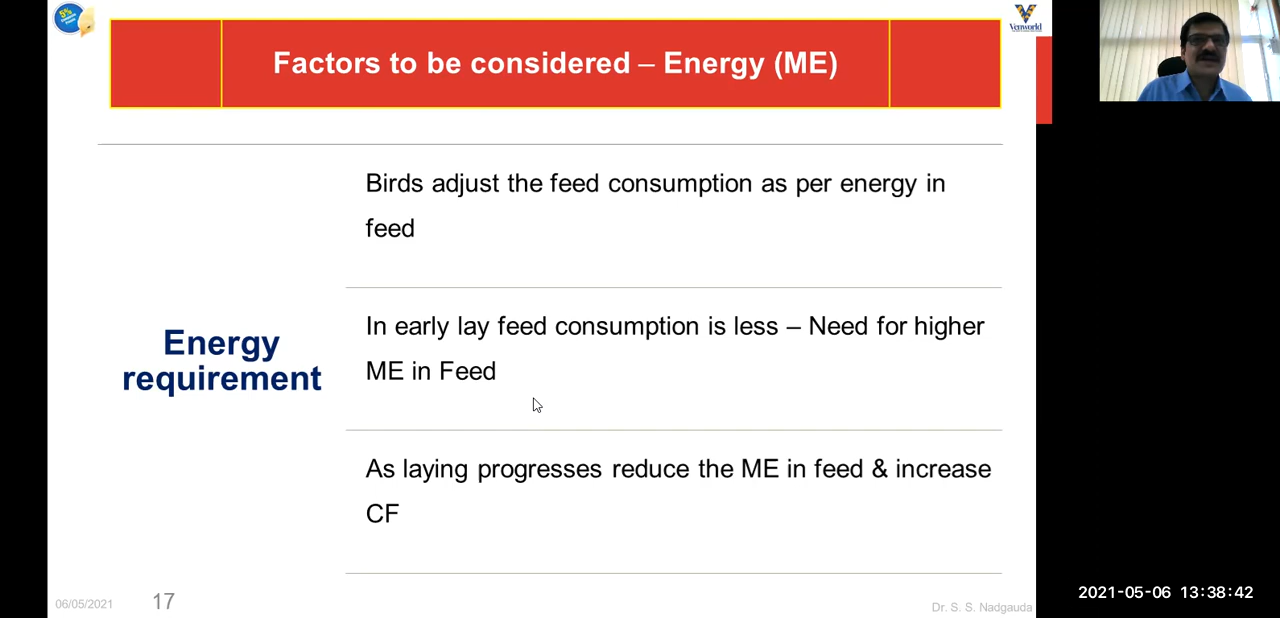 5%
Venworld
Factors to be considered – Energy (ME)
Birds adjust the feed consumption as per energy in
feed
In early lay feed consumption is less – Need for higher
ME in Feed
Energy
requirement
As laying progresses reduce the ME in feed & increase
CF
06/05/2021
17
Dr. S. S. Nadgauda
2021-05-06 13:38:42